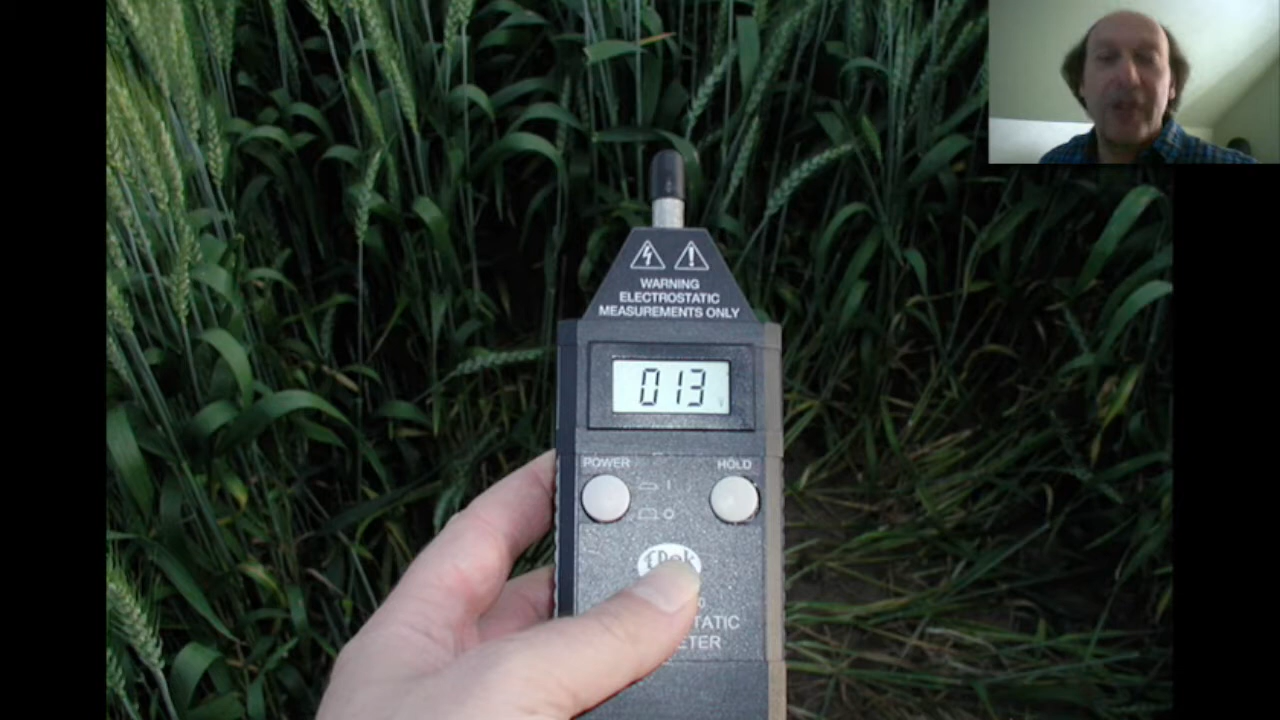 WARNING
ELECTROSTATIC
MEASUREMENTS ONLY
013
POWER
HOLD